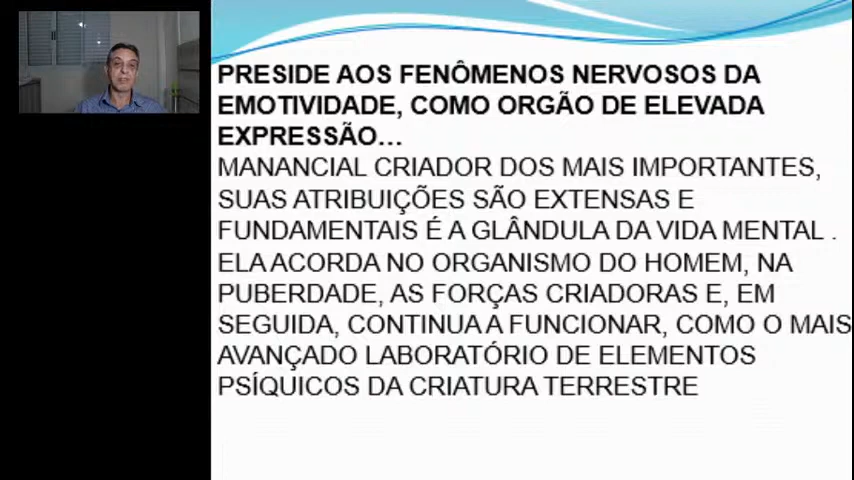 PRESIDE AOS FENÔMENOS NERVOSOS DA
EMOTIVIDADE, COMO ORGÃO DE ELEVADA
EXPRESSÃO...
MANANCIAL CRIADOR DOS MAIS IMPORTANTES,
SUAS ATRIBUIÇÕES SÃO EXTENSAS E
FUNDAMENTAIS É A GLÂNDULA DA VIDA MENTAL .
ELA ACORDA NO ORGANISMO DO HOMEM, NA
PUBERDADE, AS FORÇAS CRIADORAS E, EM
SEGUIDA, CONTINUA A FUNCIONAR, COMO O MAIS
AVANÇADO LABORATÓRIO DE ELEMENTOS
PSÍQUICOS DA CRIATURA TERRESTRE